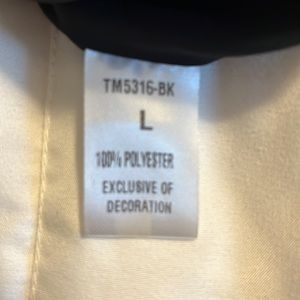 TM5316-BK
L
100% POLYESTER
EXCLUSIVE OF
DECORATION